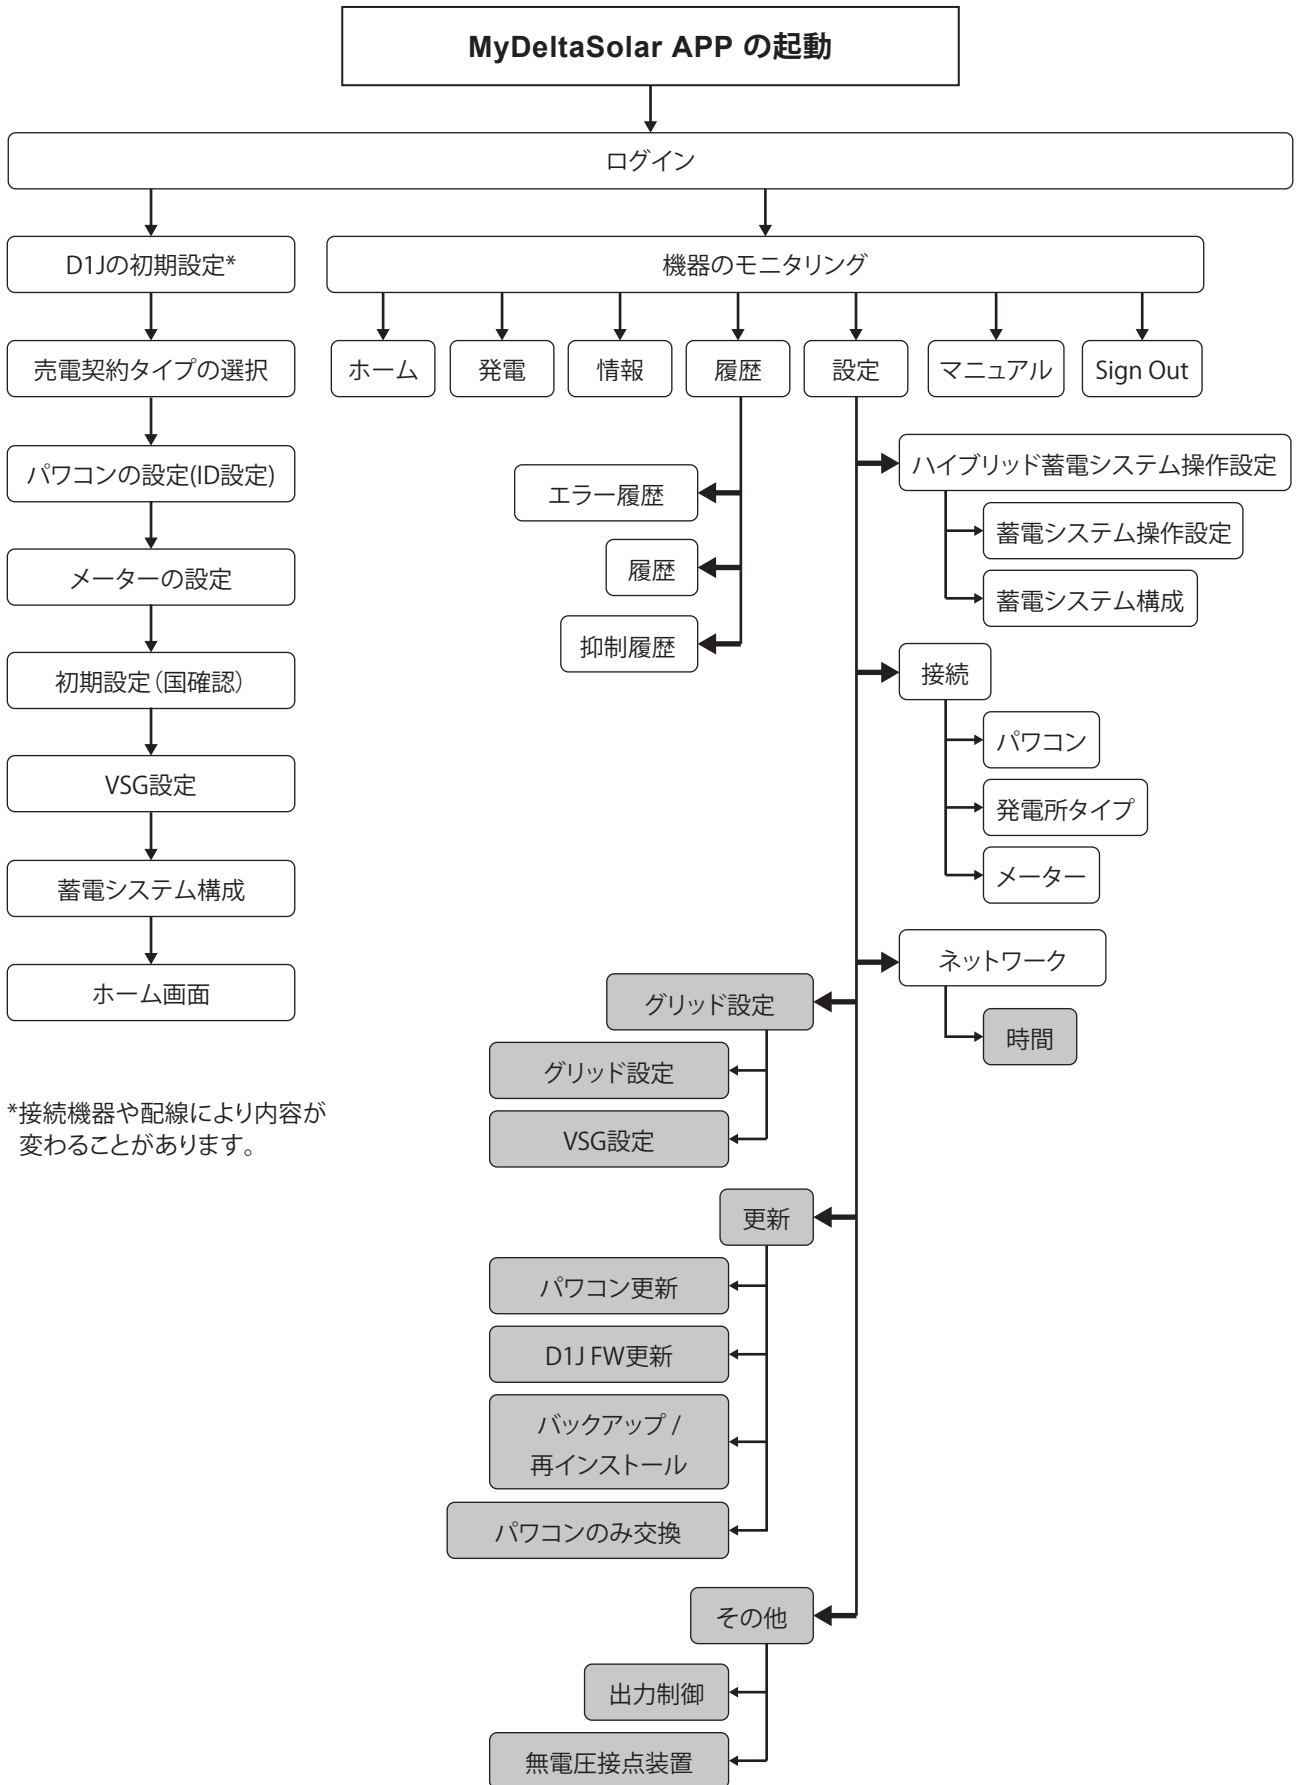 MyDeltaSolar APP の起動
ログイン
D1Jの初期設定*
売電契約タイプの選択
パワコンの設定(ID設定)
メーターの設定
初期設定（国確認）
VSG設定
蓄電システム構成
ホーム画面
*接続機器や配線により内容が
変わることがあります。
機器のモニタリング
ホーム
発電
情報
履歴
設定
マニュアル
Sign Out
エラー履歴
履歴
抑制履歴
ハイブリッド蓄電システム操作設定
蓄電システム操作設定
蓄電システム構成
接続
パワコン
発電所タイプ
メーター
ネットワーク
時間
グリッド設定
グリッド設定
VSG設定
更新
パワコン更新
D1J FW更新
バックアップ /
再インストール
パワコンのみ交換
その他
出力制御
無電圧接点装置